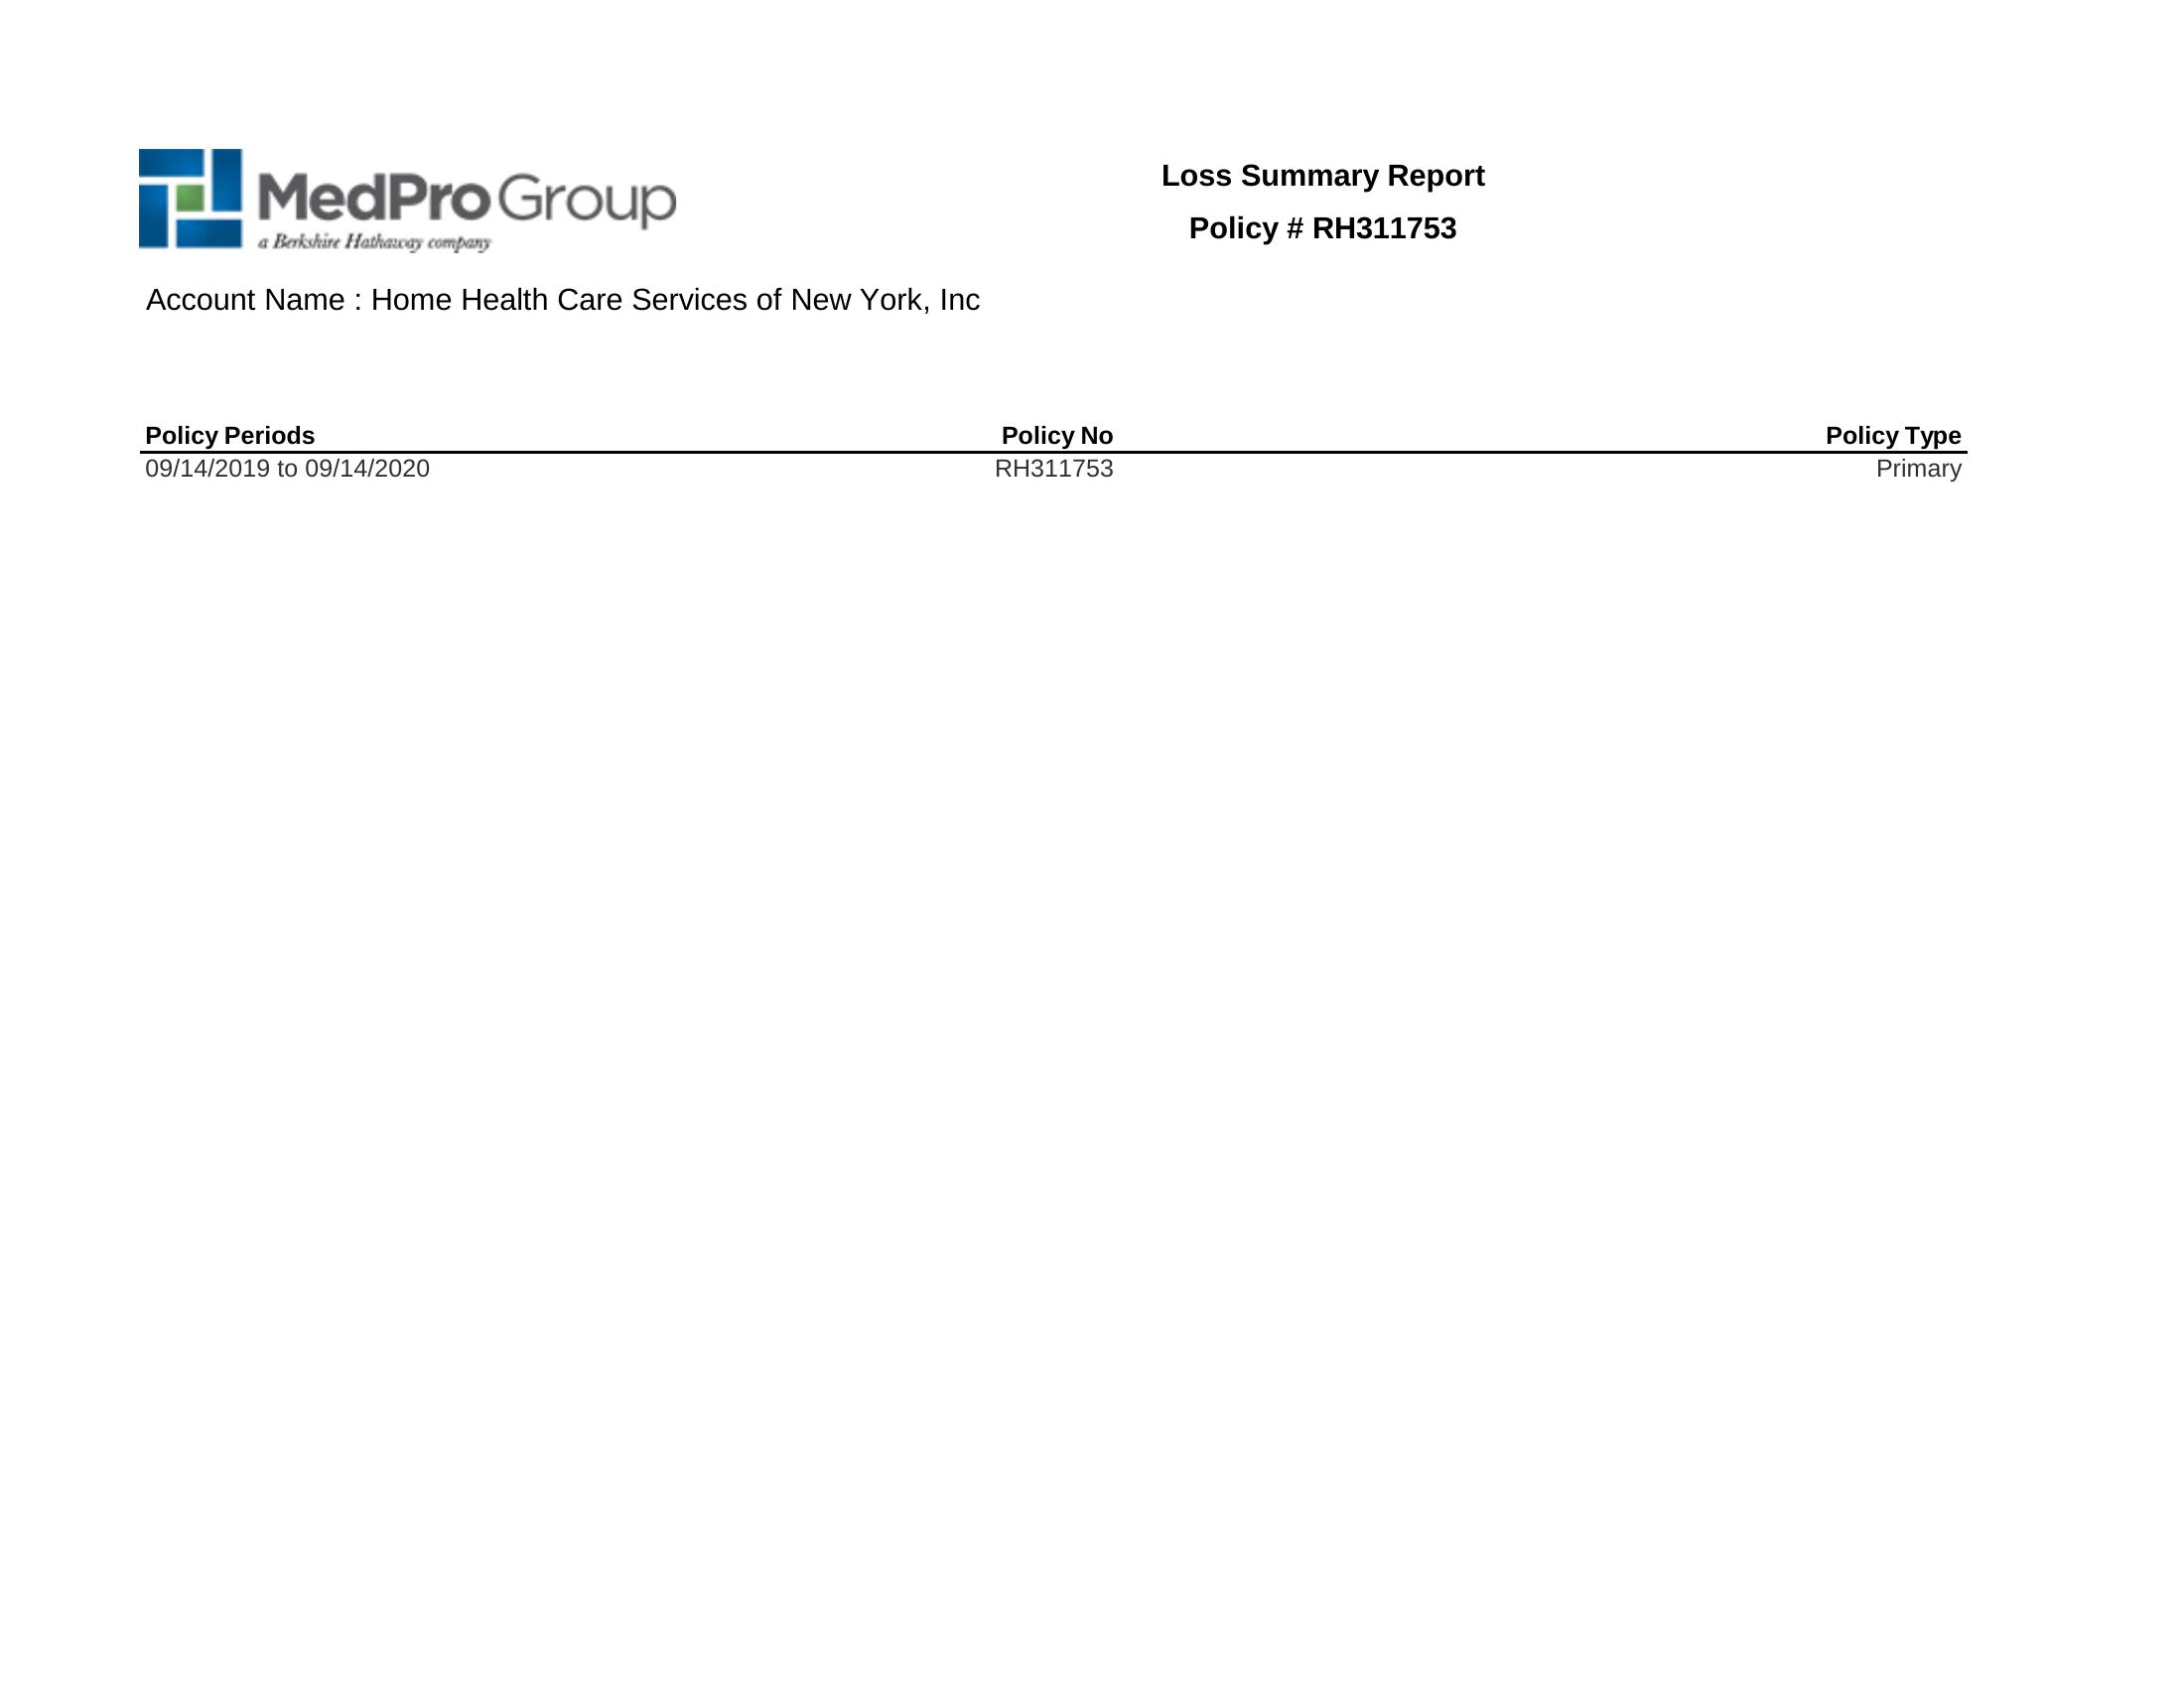 MedPro Group
a Berkshire Hathaway company
Loss Summary Report
Policy # RH311753
Account Name : Home Health Care Services of New York, Inc
Policy Periods Policy No Policy Type
09/14/2019 to 09/14/2020 RH311753 Primary